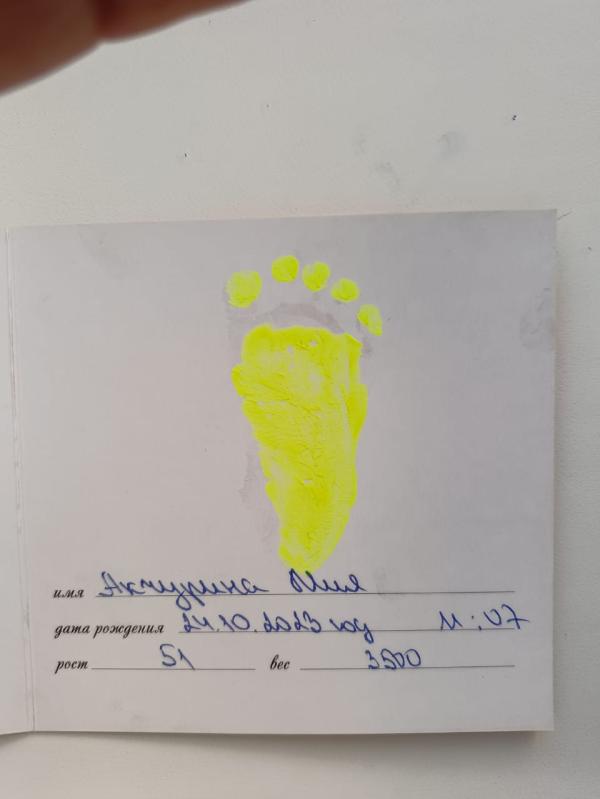 имя Акчурина Мия
дата рождения 24.10.2023 год 11:07
рост 51 вес 3500